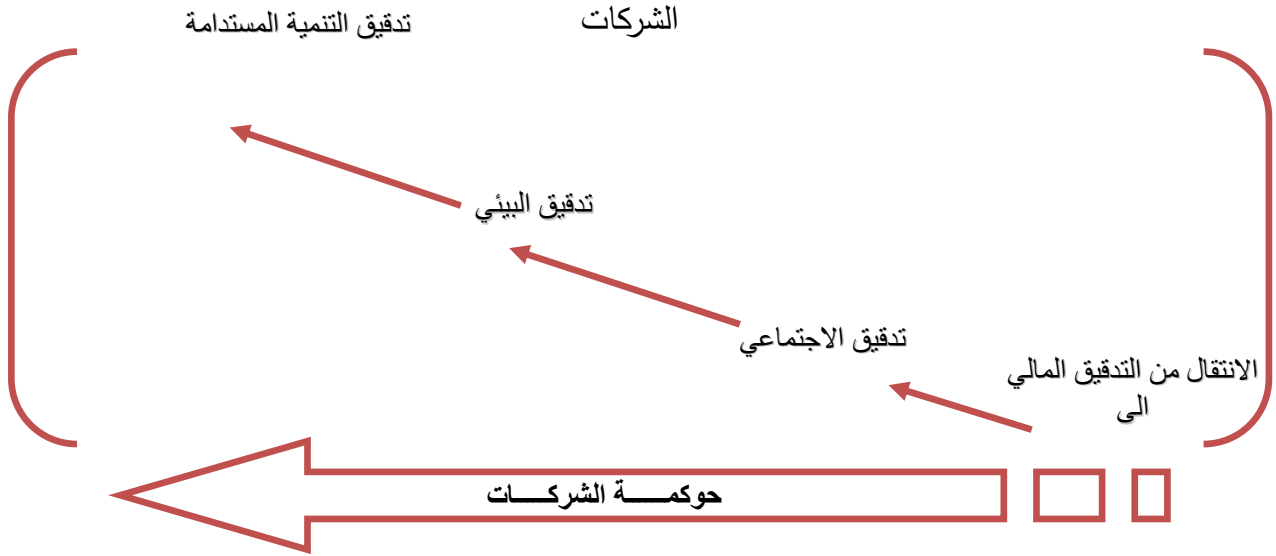 الشركات
تدقيق التنمية المستدامة
تدقيق البيئي
تدقيق الاجتماعي
الانتقال من التدقيق المالي
الى
حوكمـــــة الشركـــــات